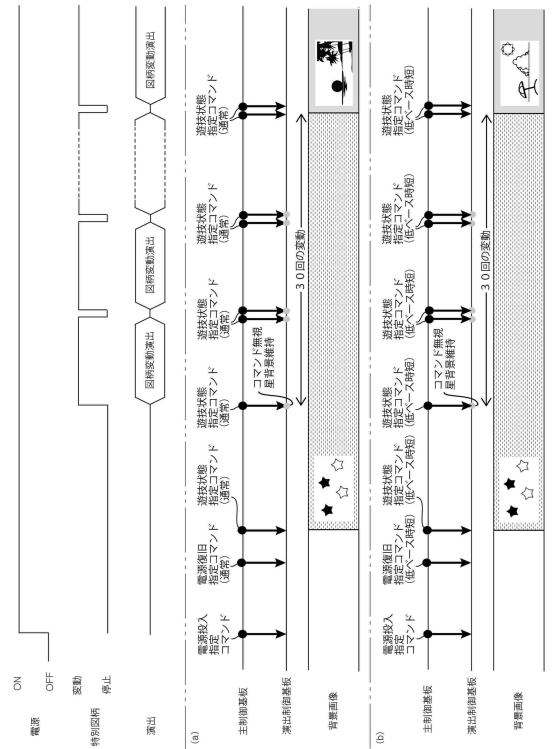 ON
OFF
電源
変動
停止
特別図柄
演出
図柄変動演出
図柄変動演出
図柄変動演出
(a)
電源投入
指定
コマンド
電源復旧
指定コマンド
(通常)
遊技状態
指定コマンド
(通常)
遊技状態
指定コマンド
(通常)
遊技状態
指定コマンド
(通常)
遊技状態
指定コマンド
(通常)
遊技状態
指定コマンド
(通常)
主制御基板
演出制御基板
コマンド無視
星背景維持
30回の変動
背景画像
(b)
電源投入
指定
コマンド
電源復旧
指定コマンド
(低ベース時短)
遊技状態
指定コマンド
(低ベース時短)
遊技状態
指定コマンド
(低ベース時短)
遊技状態
指定コマンド
(低ベース時短)
遊技状態
指定コマンド
(低ベース時短)
遊技状態
指定コマンド
(低ベース時短)
主制御基板
演出制御基板
コマンド無視
星背景維持
30回の変動
背景画像